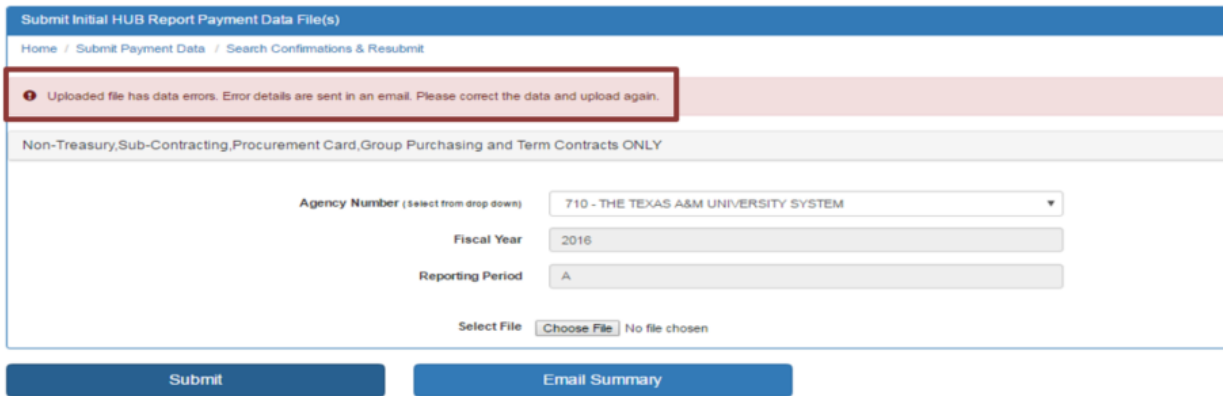 Submit Initial HUB Report Payment Data File(s)
Home / Submit Payment Data / Search Confirmations & Resubmit
Uploaded file has data errors. Error details are sent in an email. Please correct the data and upload again.
Non-Treasury,Sub-Contracting,Procurement Card,Group Purchasing and Term Contracts ONLY
Agency Number (Select from drop down) 710 - THE TEXAS A&M UNIVERSITY SYSTEM
Fiscal Year 2016
Reporting Period A
Select File Choose File No file chosen
Submit Email Summary